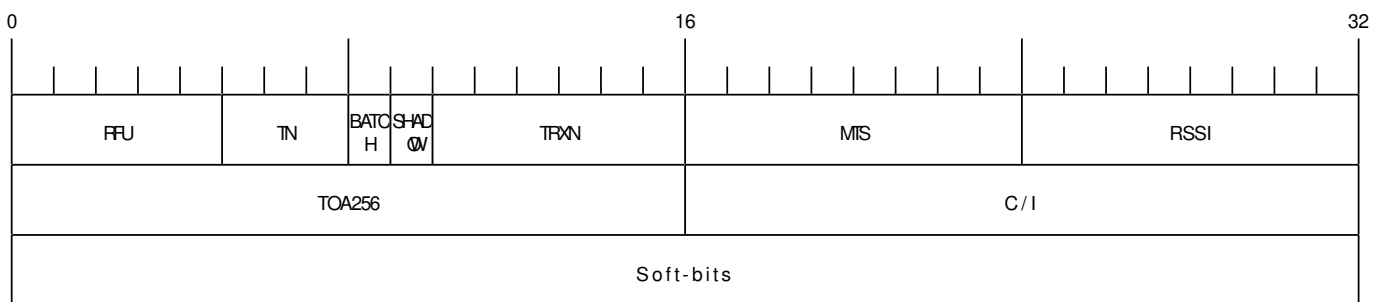 0 16 32
RFU TN BATC SHAD TRXN MTS RSSI
H OW
TOA256 C / I
Soft-bits